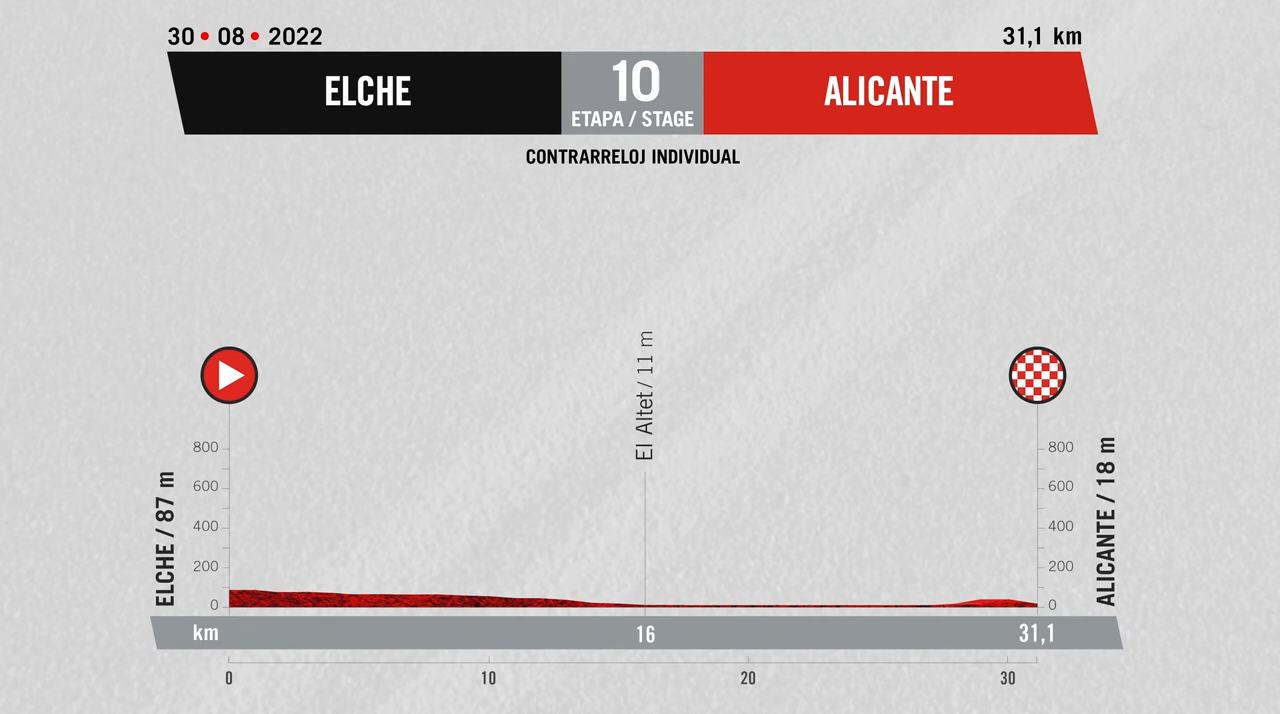 30 • 08 • 2022
31,1 km
ELCHE
10
ETAPA / STAGE
ALICANTE
CONTRARRELOJ INDIVIDUAL
El Altet / 11 m
ELCHE / 87 m
800
600
400
200
0
800
600
400
200
0
ALICANTE / 18 m
km
16
31,1
0
10
20
30